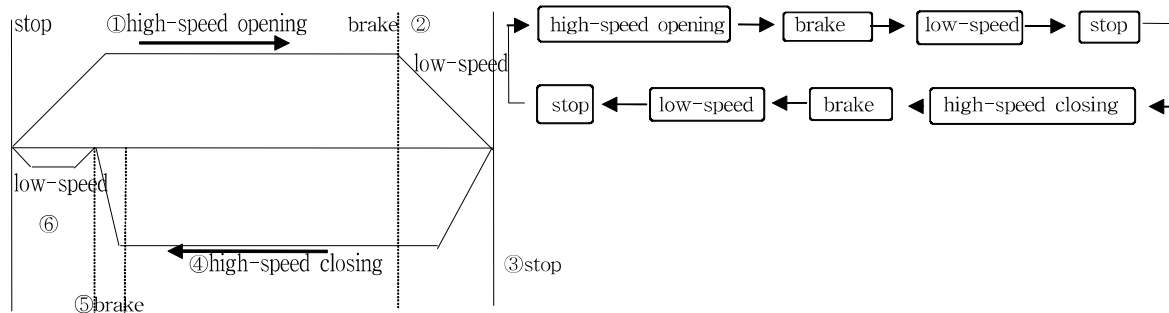 stop
①high-speed opening
brake
②
low-speed
low-speed
⑥
④high-speed closing
③stop
⑤brake
high-speed opening
brake
low-speed
stop
stop
low-speed
brake
high-speed closing